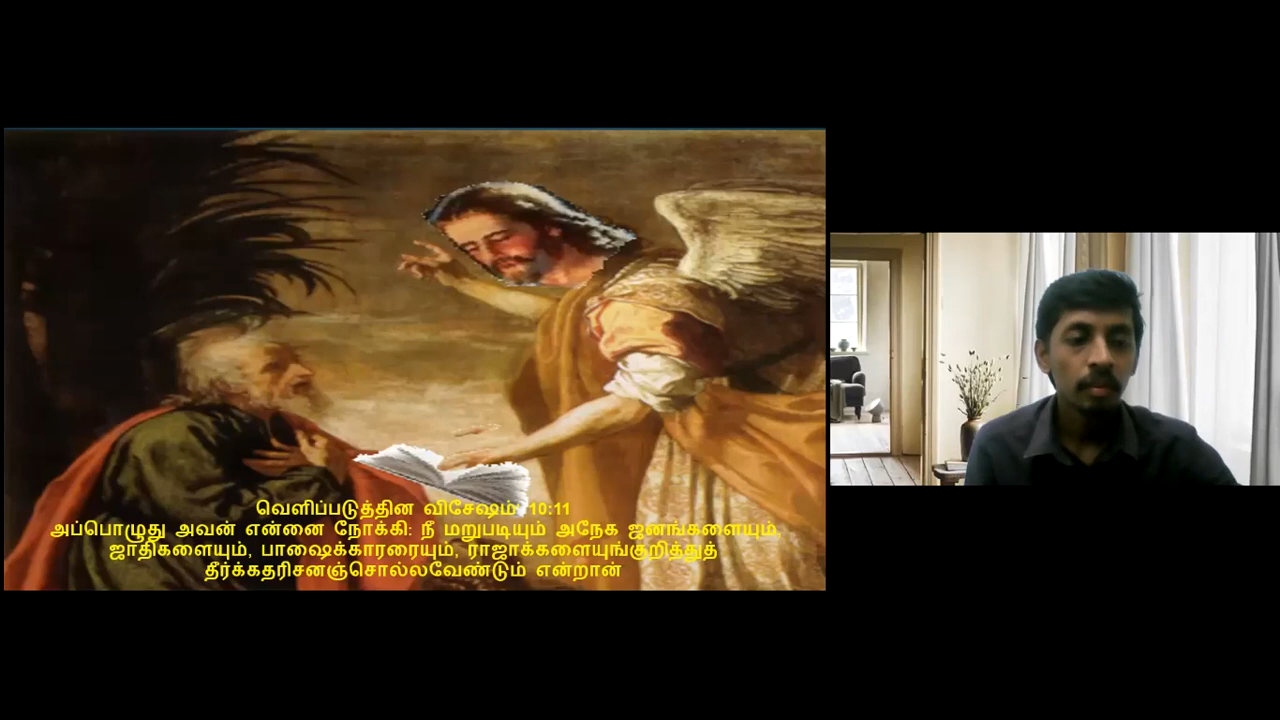 வெளிப்படுத்தின விசேஷம் 10:11
அப்பொழுது அவன் என்னை நோக்கி: நீ மறுபடியும் அநேக ஜனங்களையும்,
ஜாதிகளையும், பாஷைக்காரரையும், ராஜாக்களையுங்குறித்துத்
தீர்க்கதரிசனஞ்சொல்லவேண்டும் என்றான்